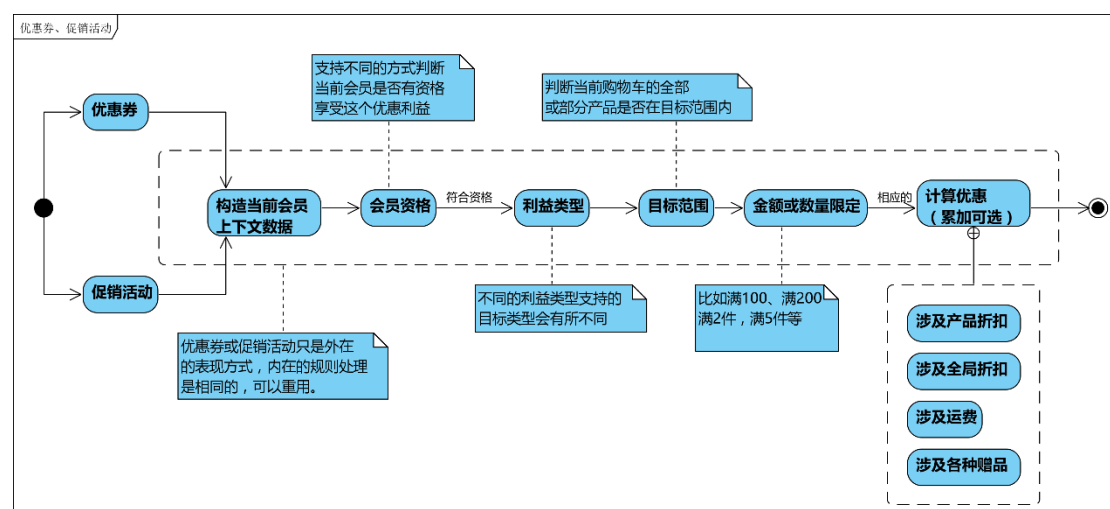 优惠券、促销活动
支持不同的方式判断
当前会员是否有资格
享受这个优惠利益
判断当前购物车的全部
或部分产品是否在目标范围内
优惠券
构造当前会员
上下文数据
会员资格
符合资格
利益类型
目标范围
金额或数量限定
相应的
计算优惠
（累加可选）
促销活动
不同的利益类型支持的
目标类型会有所不同
比如满100、满200
满2件，满5件等
优惠券或促销活动只是外在
的表现方式，内在的规则处理
是相同的，可以重用。
涉及产品折扣
涉及全局折扣
涉及运费
涉及各种赠品